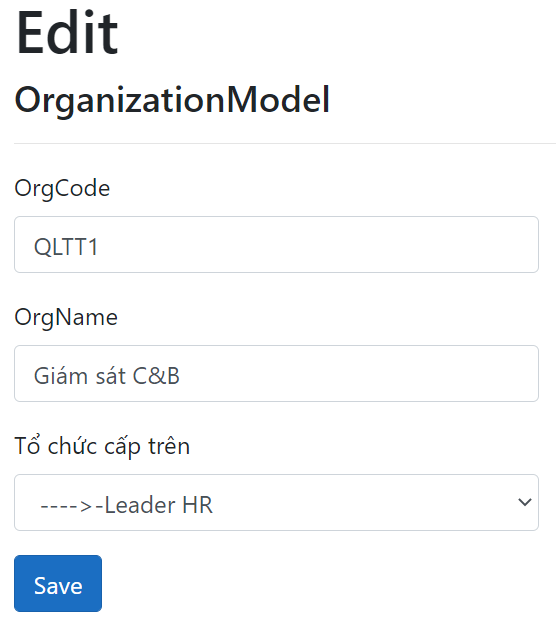 Edit
OrganizationModel
OrgCode
QLTT1
OrgName
Giám sát C&B
Tổ chức cấp trên
---->-Leader HR
Save